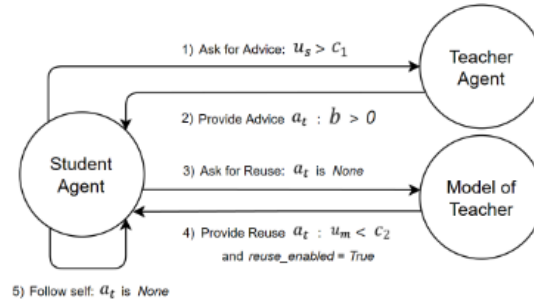 1) Ask for Advice: u_s > c_1
Teacher
Agent
2) Provide Advice a_t : b > 0
Student
Agent
3) Ask for Reuse: a_t is None
Model of
Teacher
4) Provide Reuse a_t : u_m < c_2
and reuse_enabled = True
5) Follow self: a_t is None